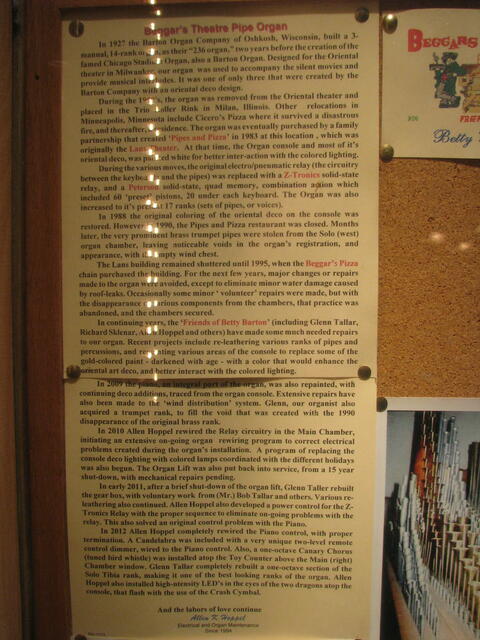 Beggar's Theatre Pipe Organ
In 1927 the Barton Organ Company of Oshkosh, Wisconsin, built a 3-
manual, 14-rank organ, as their "236 organ," two years before the creation of the
famed Chicago Stadium Organ, also a Barton Organ. Designed for the Oriental
theater in Milwaukee, our organ was used to accompany the silent movies and
provide musical interludes. It was one of only three that were created by the
Barton Company with an oriental deco design.
During the the organ was removed from the Oriental theater and
placed in the Trio Roller Rink in Milan, Illinois. Other relocations in
Minneapolis, Minnesota include Cicero's Pizza where it survived a disastrous
fire, and thereafter, residence. The organ was eventually purchased by a family
partnership that created 'Pipes and Pizza' in 1983 at this location , which was
originally the Lans Theater. At that time, the Organ console and most of it's
oriental deco, was painted white for better inter-action with the colored lighting.
During the various moves, the original electro/pneumatic relay (the circuitry
between the keyboards and the pipes) was replaced with a Z-Tronics solid-state
relay, and a Peterson solid-state, quad memory, combination action which
included 60 'preset' pistons, 20 under each keyboard. The Organ was also
increased to it's present 17 ranks (sets of pipes, or voices).
In 1988 the original coloring of the oriental deco on the console was
restored. However in 1990, the Pipes and Pizza restaurant was closed. Months
later, the very prominent brass trumpet pipes were stolen from the Solo (west)
organ chamber, leaving noticeable voids in the organ's registration, and
appearance, with its empty wind chest.
The Lans building remained shuttered until 1995, when the Beggar's Pizza
chain purchased the building. For the next few years, major changes or repairs
made to the organ were avoided, except to eliminate minor water damage caused
by roof-leaks. Occasionally some minor ' volunteer' repairs were made, but with
the disappearance of various components from the chambers, that practice was
abandoned, and the chambers secured.
In continuing years, the 'Friends of Betty Barton' (including Glenn Tallar,
Richard Sklenar, Allen Hoppel and others) have made some much needed repairs
to our organ. Recent projects include re-leathering various ranks of pipes and
percussions, and repainting various areas of the console to replace some of the
gold-colored paint - darkened with age - with a color that would enhance the
oriental art deco, and better interact with the colored lighting.
In 2009 the piano, an integral part of the organ, was also repainted, with
continuing deco additions, traced from the organ console. Extensive repairs have
also been made to the 'wind distribution' system. Glenn, our organist also
acquired a trumpet rank, to fill the void that was created with the 1990
disappearance of the original brass rank.
In 2010 Allen Hoppel rewired the Relay circuitry in the Main Chamber,
initiating an extensive on-going organ rewiring program to correct electrical
problems created during the organ's installation. A program of replacing the
console deco lighting with colored lamps coordinated with the different holidays
was also begun. The Organ Lift was also put back into service, from a 15 year
shut-down, with mechanical repairs pending.
In early 2011, after a brief shut-down of the organ lift, Glenn Taller rebuilt
the gear box, with voluntary work from (Mr.) Bob Tallar and others. Various re-
leathering also continued. Allen Hoppel also developed a power control for the Z-
Tronics Relay with the proper sequence to eliminate on-going problems with the
relay. This also solved an original control problem with the Piano.
In 2012 Allen Hoppel completely rewired the Piano control, with proper
termination. A Candelabra was included with a very unique two-level remote
control dimmer, wired to the Piano control. Also, a one-octave Canary Chorus
(tuned bird whistle) was installed atop the Toy Counter above the Main (right)
Chamber window. Glenn Tallar completely rebuilt a one-octave section of the
Solo Tibia rank, making it one of the best looking ranks of the organ. Allen
Hoppel also installed high-intensity LED's in the eyes of the two dragons atop the
console, that flash with the use of the Crash Cymbal.
And the labors of love continue
Allen K. Hoppel
Electrical and Organ Maintenance
Since 1994
BEGGARS
Betty